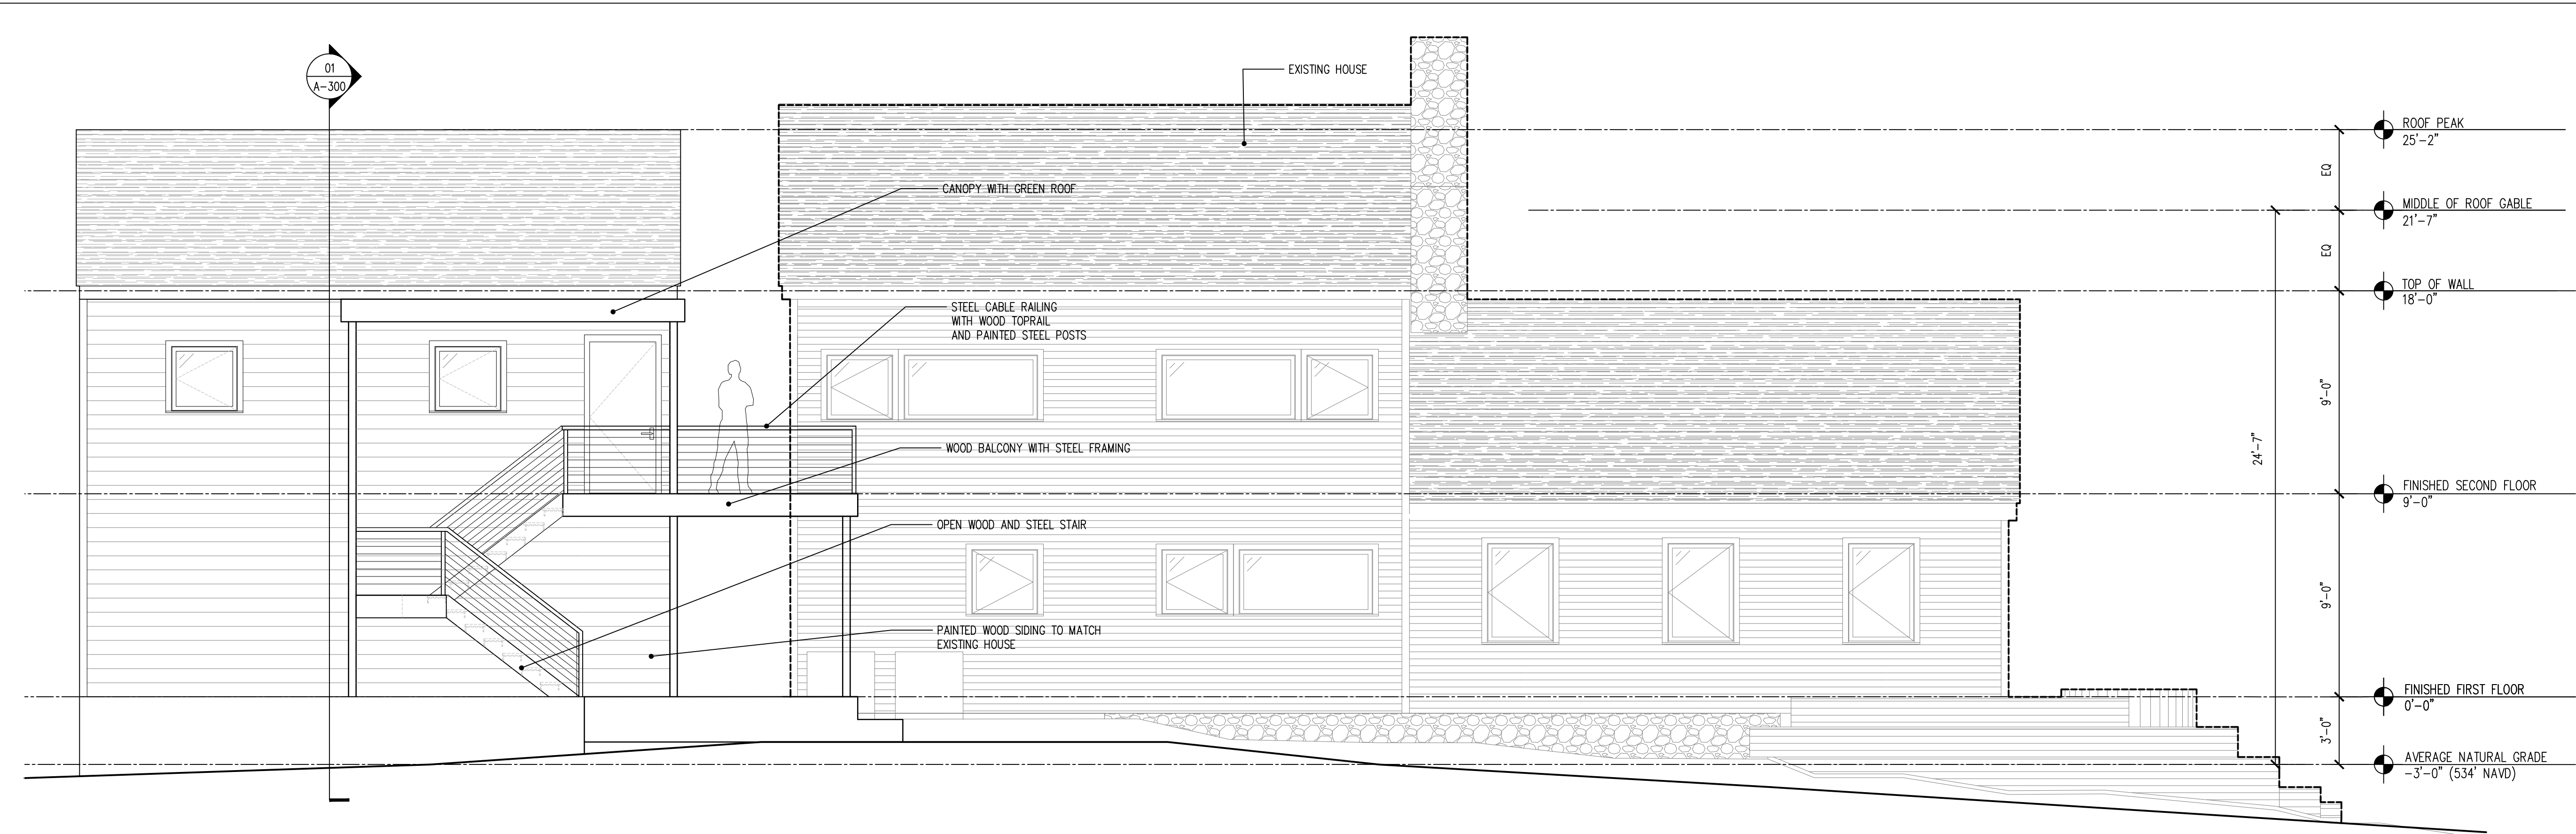 01
A-300
EXISTING HOUSE
CANOPY WITH GREEN ROOF
STEEL CABLE RAILING
WITH WOOD TOPRAIL
AND PAINTED STEEL POSTS
WOOD BALCONY WITH STEEL FRAMING
OPEN WOOD AND STEEL STAIR
PAINTED WOOD SIDING TO MATCH
EXISTING HOUSE
24'-7"
EQ
EQ
9'-0"
9'-0"
3'-0"
ROOF PEAK
25'-2"
MIDDLE OF ROOF GABLE
21'-7"
TOP OF WALL
18'-0"
FINISHED SECOND FLOOR
9'-0"
FINISHED FIRST FLOOR
0'-0"
AVERAGE NATURAL GRADE
-3'-0" (534' NAVD)